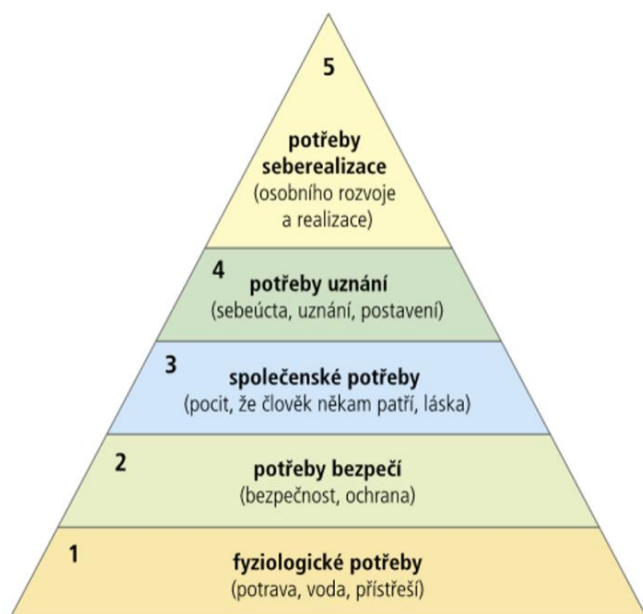 5
potřeby
seberealizace
(osobního rozvoje
a realizace)
4
potřeby uznání
(sebeúcta, uznání, postavení)
3
společenské potřeby
(pocit, že člověk někam patří, láska)
2
potřeby bezpečí
(bezpečnost, ochrana)
1
fyziologické potřeby
(potrava, voda, přístřeší)